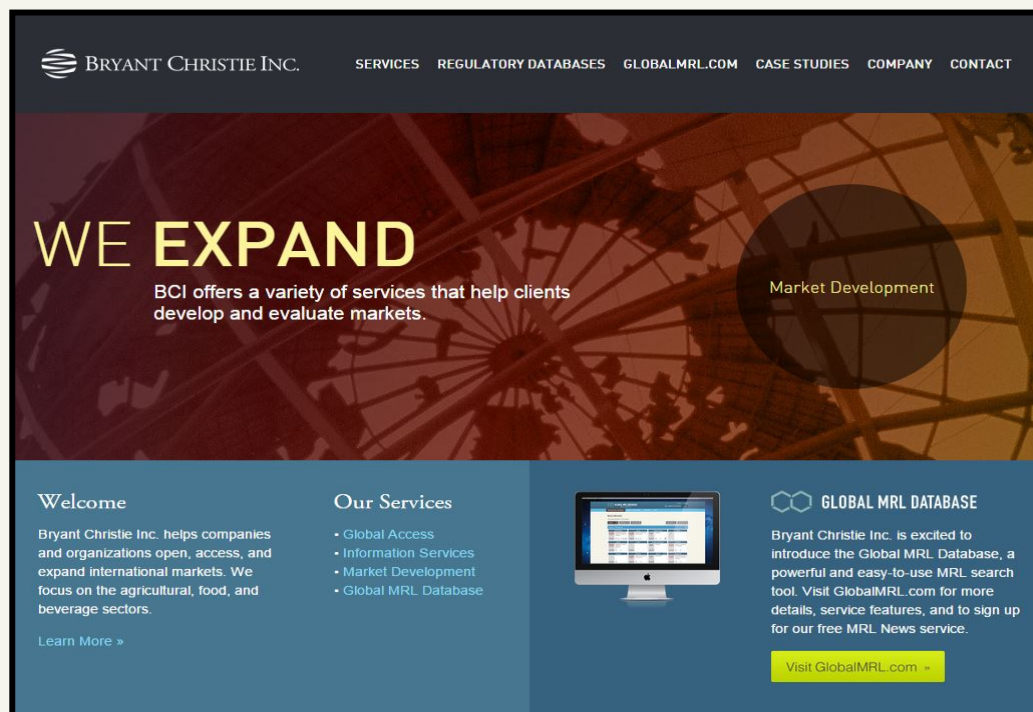 BRYANT CHRISTIE INC.
SERVICES REGULATORY DATABASES GLOBALMRL.COM CASE STUDIES COMPANY CONTACT
WE EXPAND
BCI offers a variety of services that help clients
develop and evaluate markets.
Market Development
Welcome
Bryant Christie Inc. helps companies
and organizations open, access, and
expand international markets. We
focus on the agricultural, food, and
beverage sectors.
Learn More »
Our Services
• Global Access
• Information Services
• Market Development
• Global MRL Database
GLOBAL MRL DATABASE
Bryant Christie Inc. is excited to
introduce the Global MRL Database, a
powerful and easy-to-use MRL search
tool. Visit GlobalMRL.com for more
details, service features, and to sign up
for our free MRL News service.
Visit GlobalMRL.com »